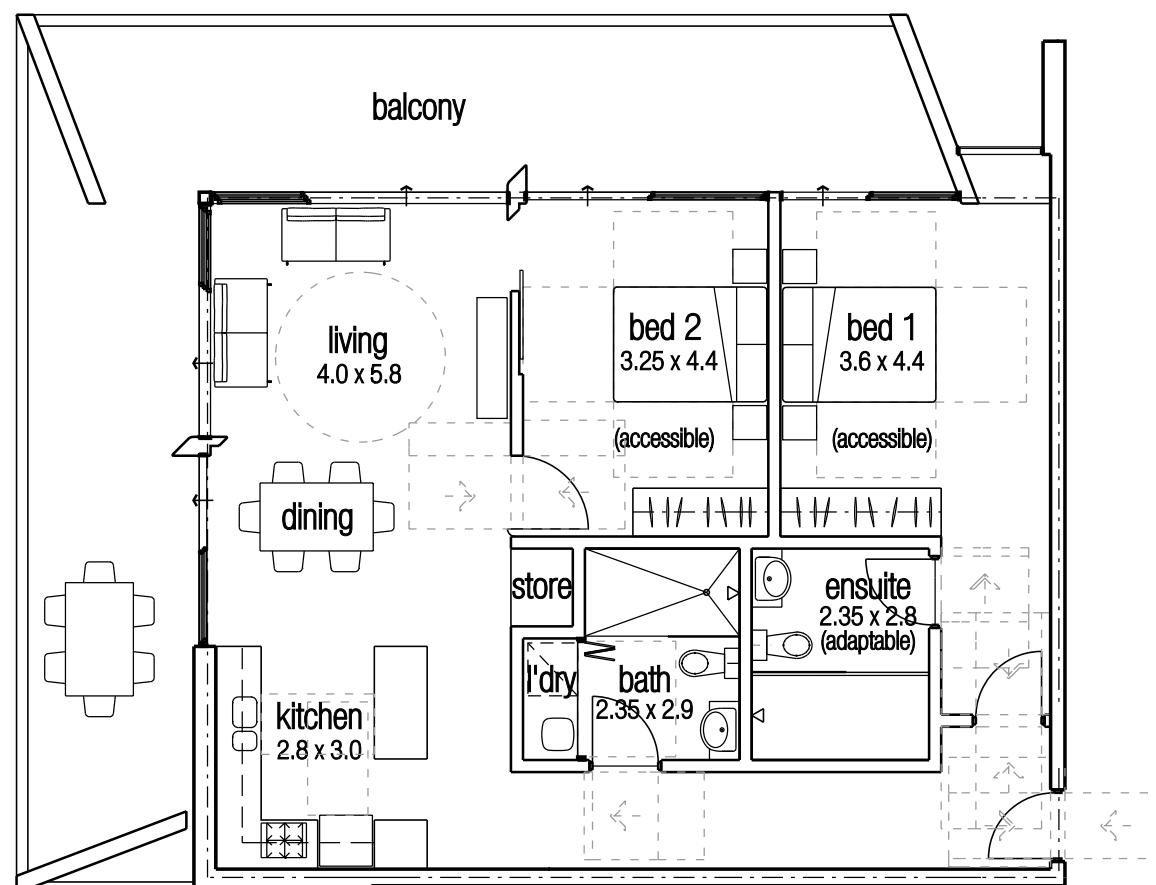 balcony
living
4.0 x 5.8
bed 2
3.25 x 4.4
(accessible)
bed 1
3.6 x 4.4
(accessible)
dining
store
ensuite
2.35 x 2.8
(adaptable)
l'dry
bath
2.35 x 2.9
kitchen
2.8 x 3.0